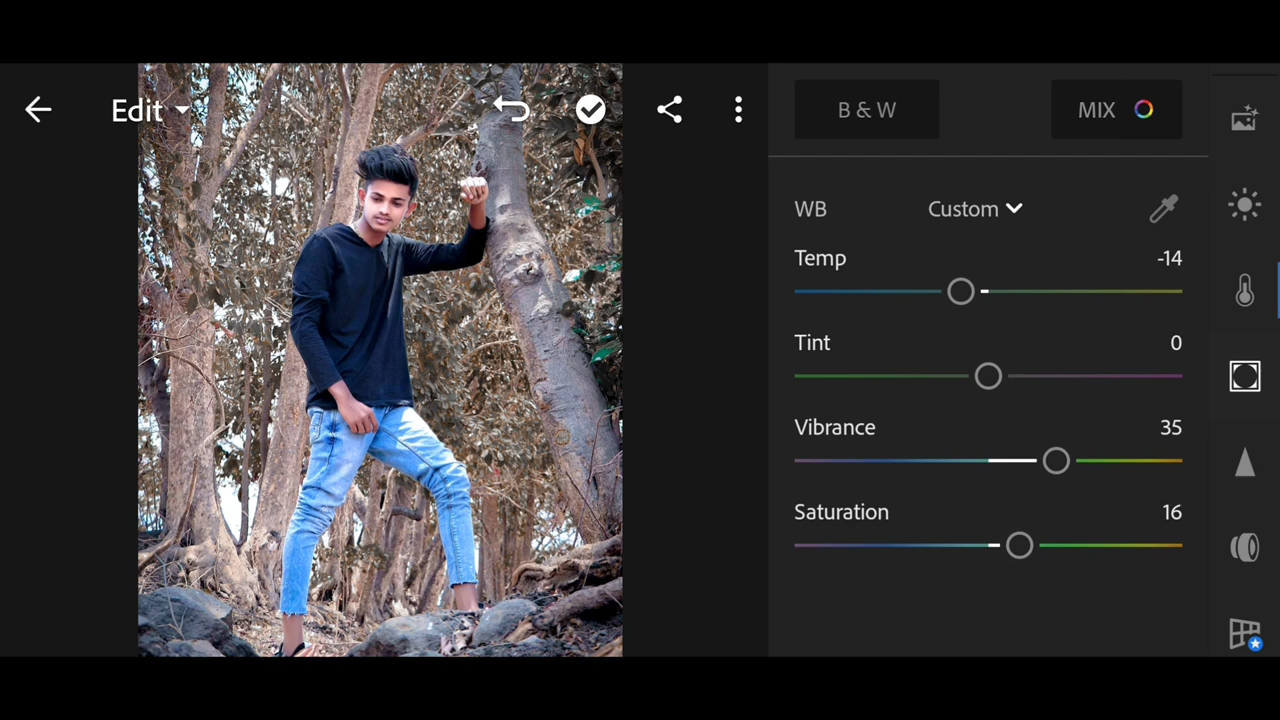 Edit
B & W
MIX
WB
Custom
Temp
-14
Tint
0
Vibrance
35
Saturation
16